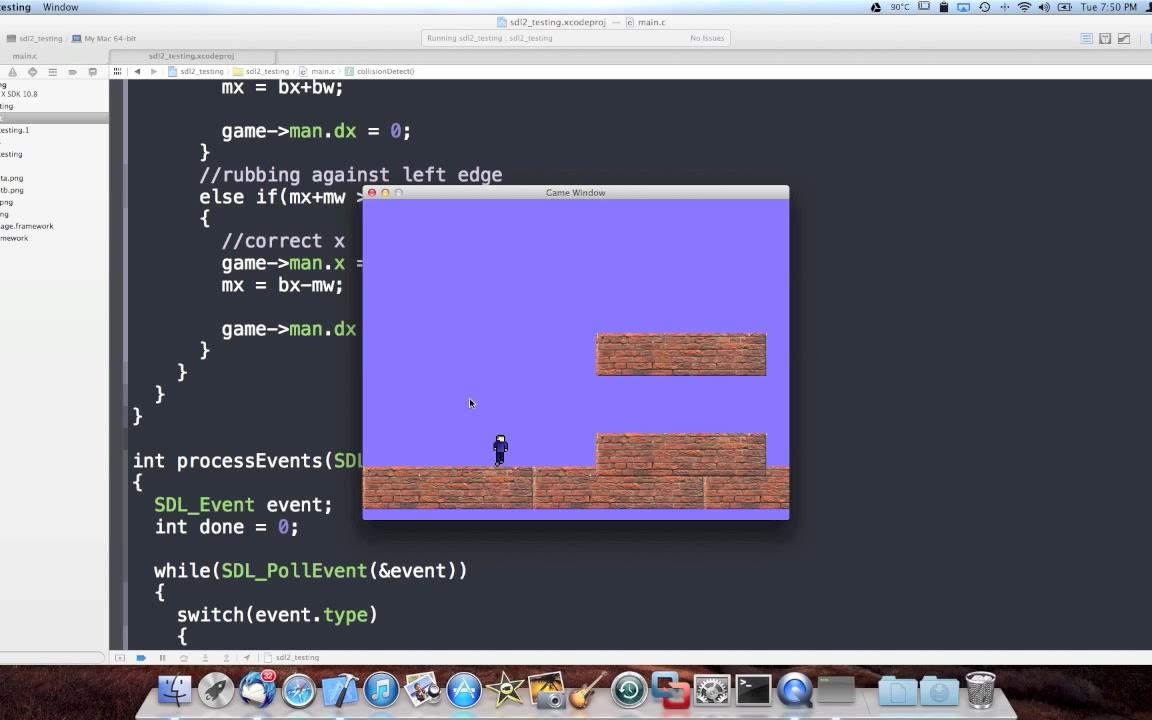 esting Window 90°C Tue 7:50 PM
sdl2_testing.xcodeproj — main.c
sdl2_testing My Mac 64-bit Running sdl2_testing : sdl2_testing No Issues
main.c sdl2_testing.xcodeproj
sdl2_testing sdl2_testing main.c collisionDetect()
ng
X SDK 10.8
ting
c
testing.1
testing
ta.png
tb.png
png
ng
age.framework
mework
mx = bx+bw;
game->man.dx = 0;
}
//rubbing against left edge
else if(mx+mw >
{
//correct x
game->man.x =
mx = bx-mw;
game->man.dx
}
}
}
}
int processEvents(SDL
{
SDL_Event event;
int done = 0;
while(SDL_PollEvent(&event))
{
switch(event.type)
{
Game Window
sdl2_testing
32